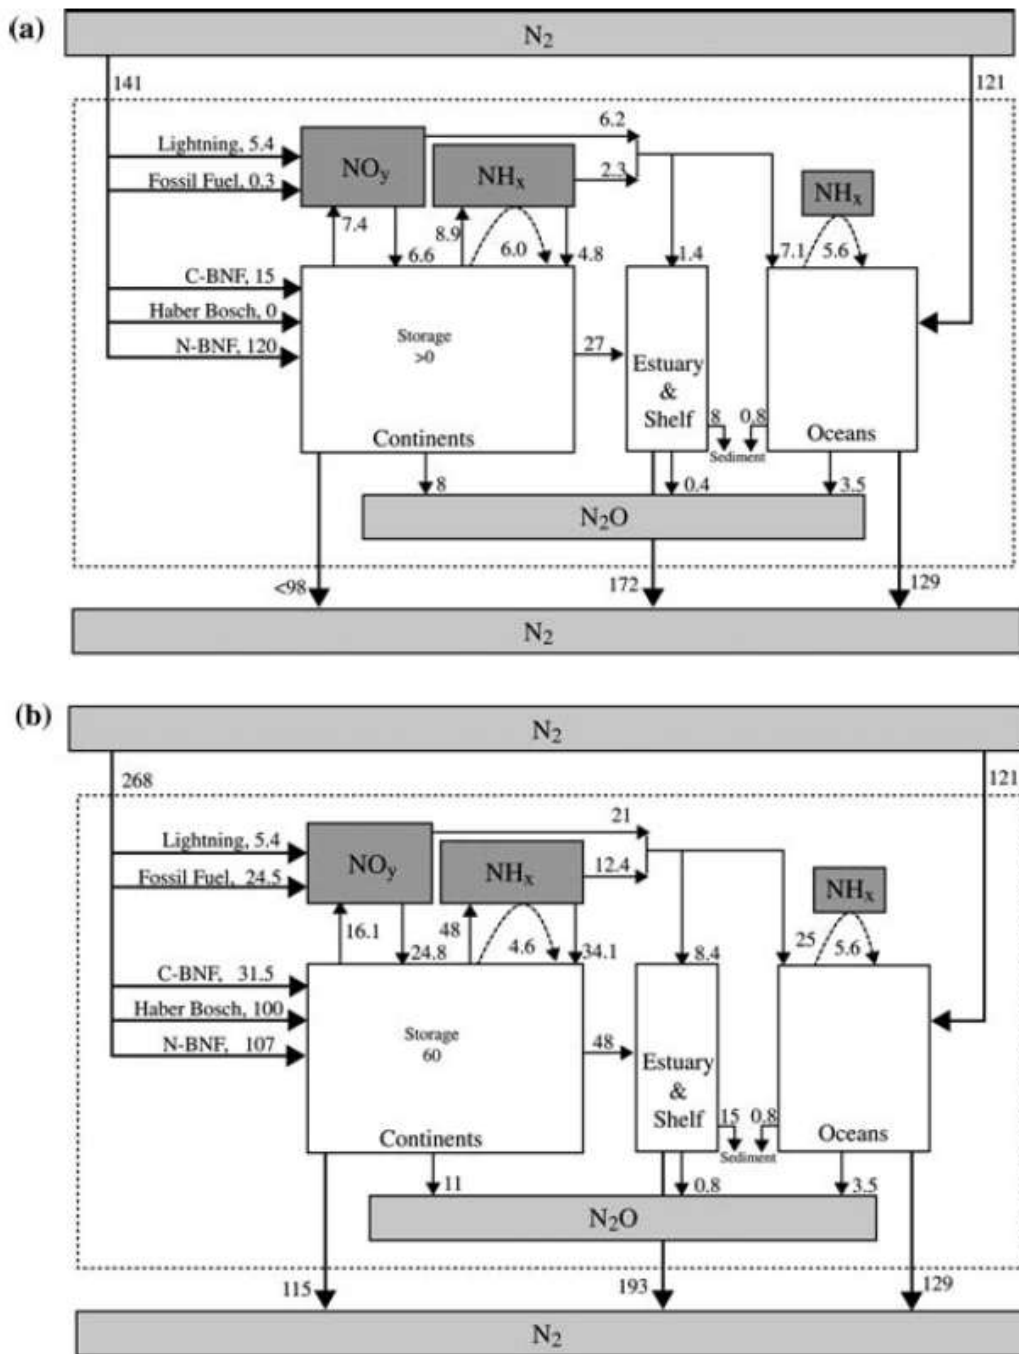 (a)
N2
141
121
Lightning, 5.4
Fossil Fuel, 0.3
NOy
NHx
6.2
2.3
NHx
7.4
6.6
8.9
6.0
4.8
1.4
7.1
5.6
C-BNF, 15
Haber Bosch, 0
N-BNF, 120
Storage
>0
27
Estuary
&
Shelf
Continents
Oceans
8
0.8
Sediment
8
0.4
3.5
N2O
<98
172
129
N2
(b)
N2
268
121
Lightning, 5.4
Fossil Fuel, 24.5
NOy
NHx
21
12.4
NHx
16.1
24.8
48
4.6
34.1
8.4
25
5.6
C-BNF, 31.5
Haber Bosch, 100
N-BNF, 107
Storage
60
48
Estuary
&
Shelf
Continents
Oceans
15
0.8
Sediment
11
0.8
3.5
N2O
115
193
129
N2